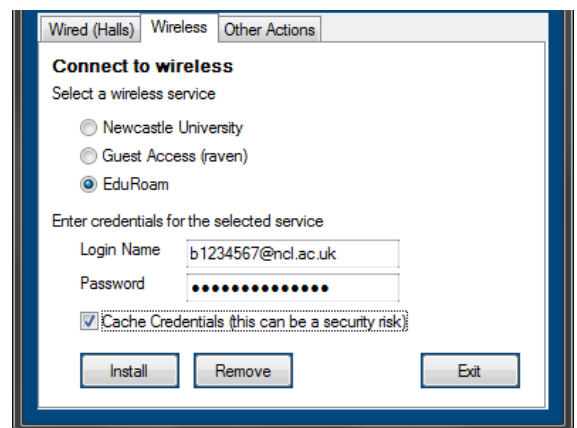 Wired (Halls) Wireless Other Actions
Connect to wireless
Select a wireless service
Newcastle University
Guest Access (raven)
EduRoam
Enter credentials for the selected service
Login Name b1234567@ncl.ac.uk
Password ●●●●●●●●●●●●●●
Cache Credentials (this can be a security risk)
Install Remove Exit